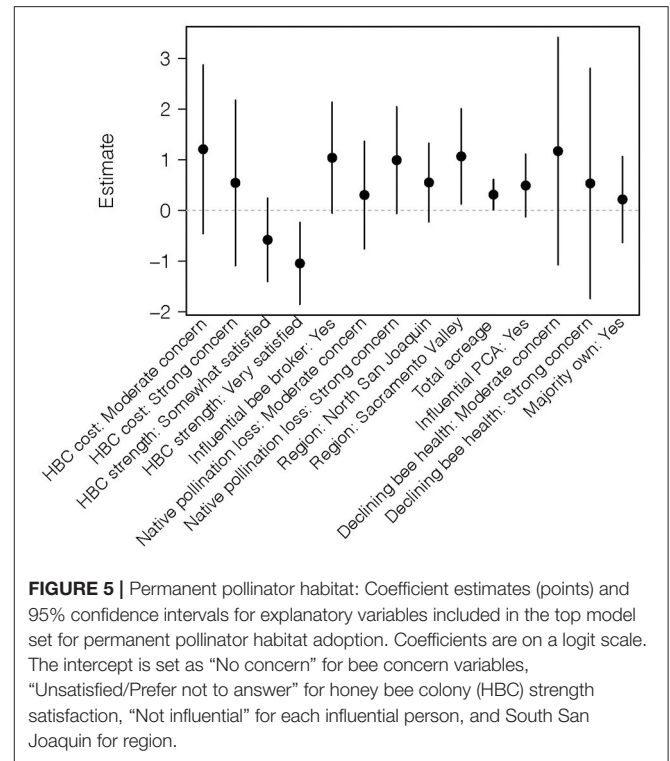 3
2
1
0
−1
−2
Estimate
HBC cost: Moderate concern
HBC cost: Strong concern
HBC strength: Somewhat satisfied
HBC strength: Very satisfied
Influential bee broker: Yes
Native pollination loss: Moderate concern
Native pollination loss: Strong concern
Region: North San Joaquin
Region: Sacramento Valley
Total acreage
Influential PCA: Yes
Declining bee health: Moderate concern
Declining bee health: Strong concern
Majority own: Yes
FIGURE 5 | Permanent pollinator habitat: Coefficient estimates (points) and
95% confidence intervals for explanatory variables included in the top model
set for permanent pollinator habitat adoption. Coefficients are on a logit scale.
The intercept is set as “No concern” for bee concern variables,
“Unsatisfied/Prefer not to answer” for honey bee colony (HBC) strength
satisfaction, “Not influential” for each influential person, and South San
Joaquin for region.